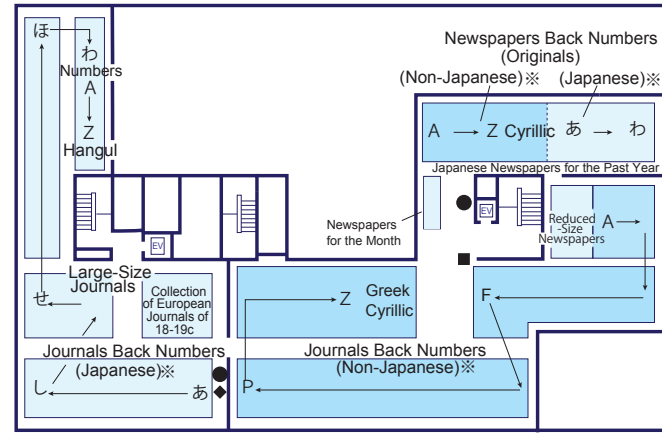 ほ
わ
Numbers
A
Z
Hangul
Newspapers Back Numbers
(Originals)
(Non-Japanese)※
(Japanese)※
A
Z Cyrillic
あ
わ
Japanese Newspapers for the Past Year
EV
EV
Newspapers
for the Month
Reduced
-Size
Newspapers
A
Large-Size
Journals
せ
Collection
of European
Journals of
18-19c
Z
Greek
Cyrillic
F
Journals Back Numbers
(Japanese)※
し
あ
Journals Back Numbers
(Non-Japanese)※
P